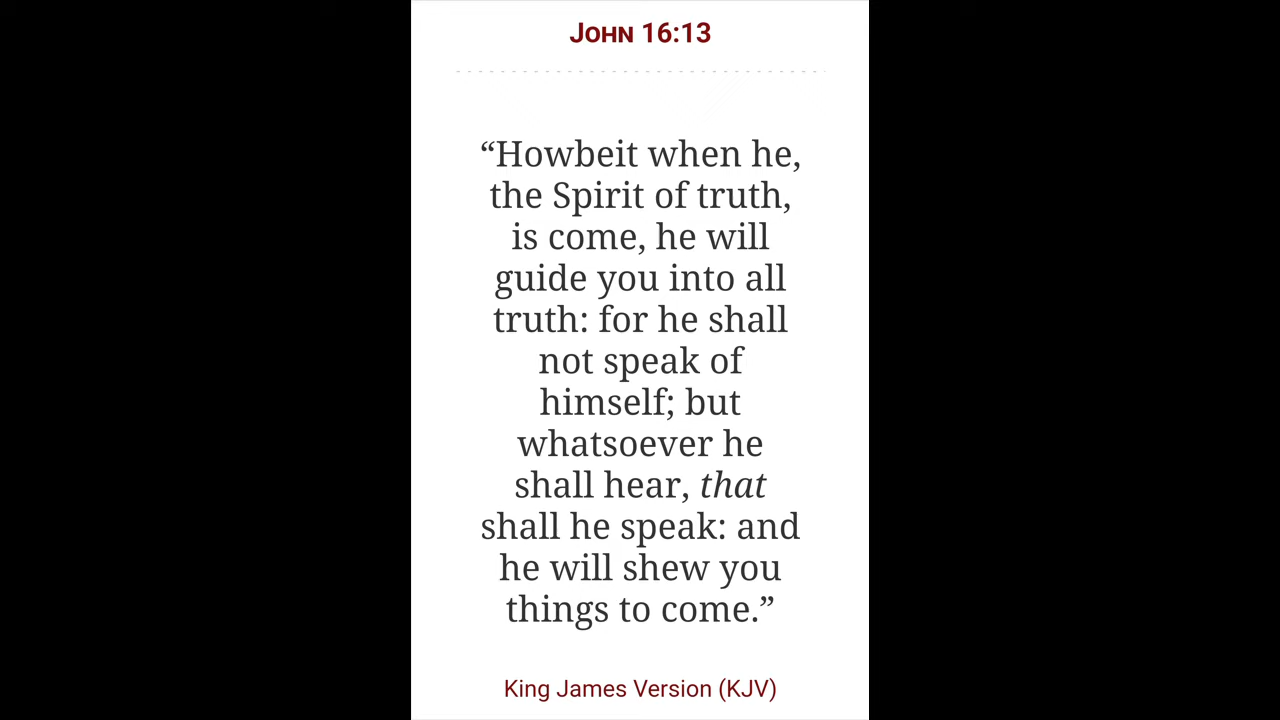 John 16:13
“Howbeit when he,
the Spirit of truth,
is come, he will
guide you into all
truth: for he shall
not speak of
himself; but
whatsoever he
shall hear, that
shall he speak: and
he will shew you
things to come.”
King James Version (KJV)